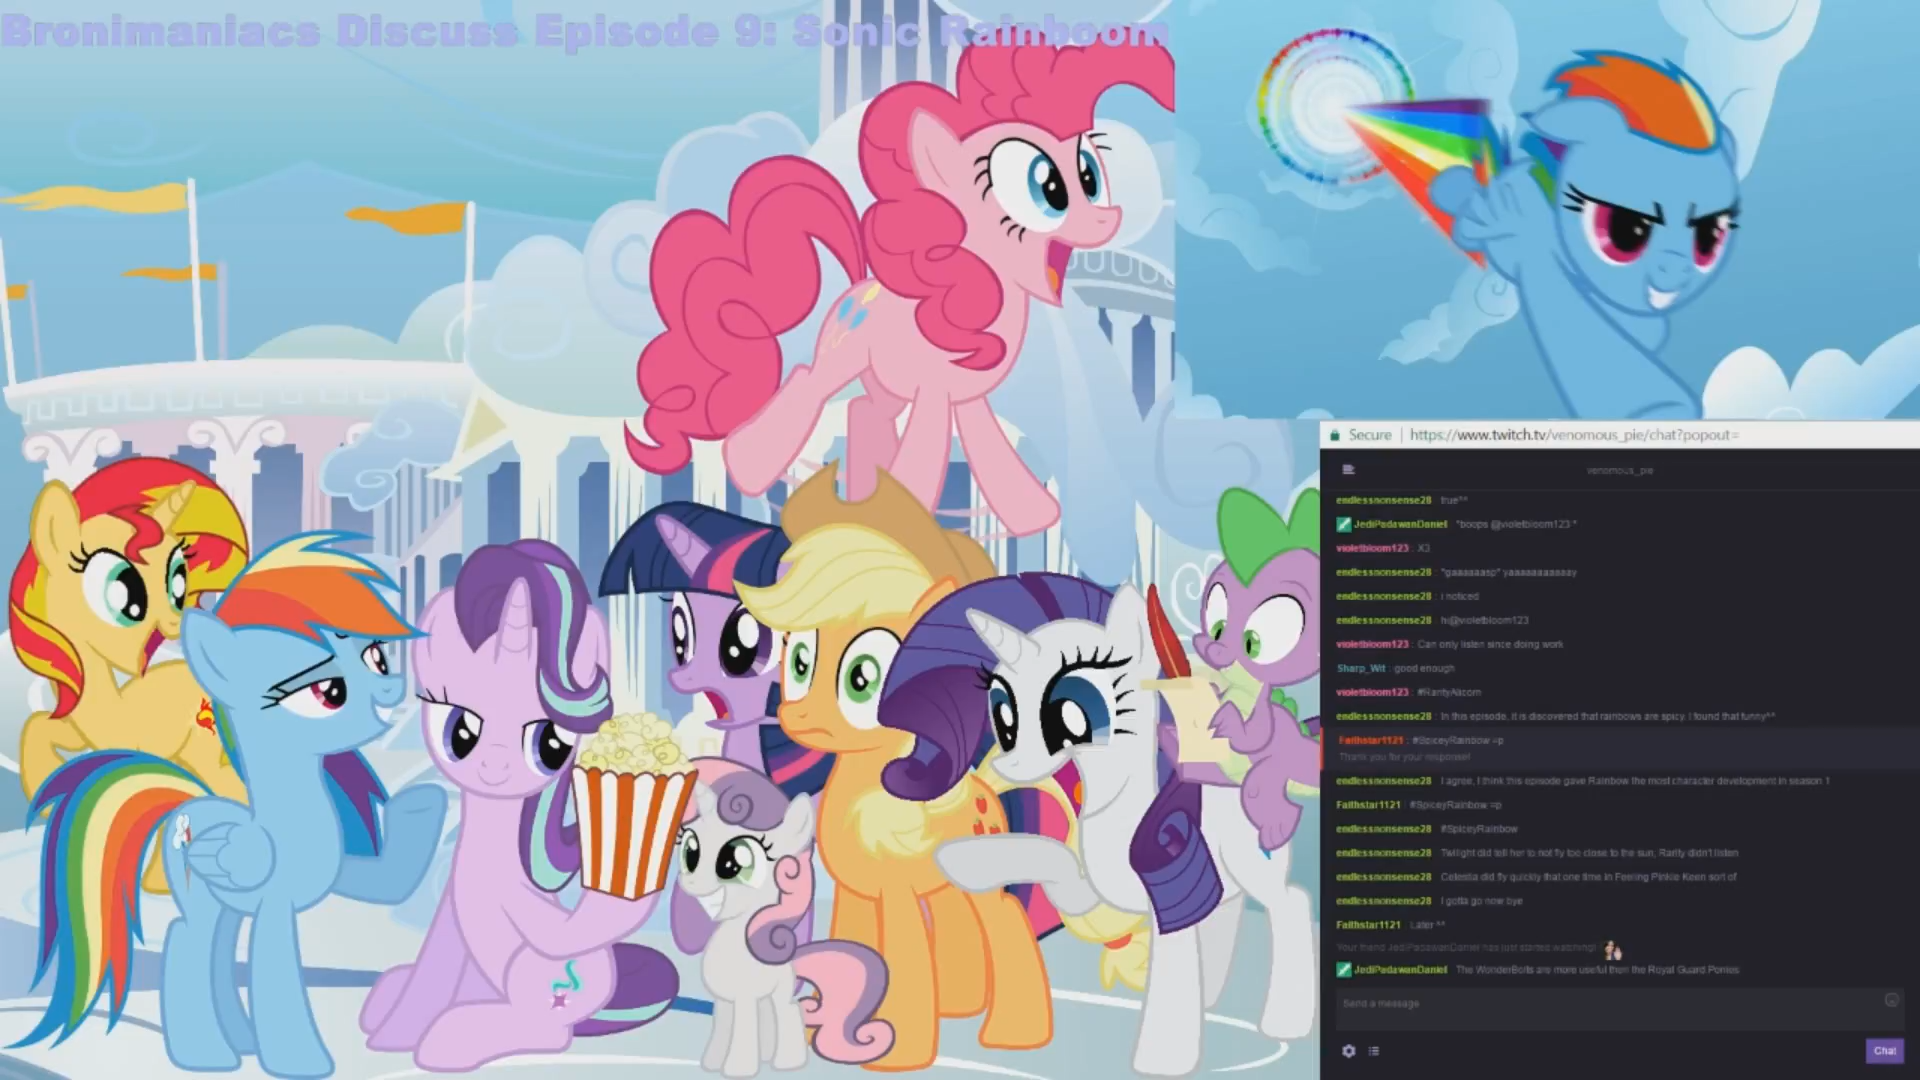 Bronimaniacs Discuss Episode 9: Sonic Rainboom
Secure | https://www.twitch.tv/venomous_pie/chat?popout=
venomous_pie
endlessnonsense28 true^^
JediPadawanDaniel *boops @violetbloom123 *
violetbloom123 : X3
endlessnonsense28 : *gaaaaaasp* yaaaaaaaaaay
endlessnonsense28 : i noticed
endlessnonsense28 : hi@violetbloom123
violetbloom123 : Can only listen since doing work
Sharp_Wit : good enough
violetbloom123 : #RarityAlicorn
endlessnonsense28 : In this episode, it is discovered that rainbows are spicy. I found that funny^^
Faithstar1121 : #SpiceyRainbow =p
Thank you for your response!
endlessnonsense28 I agree, I think this episode gave Rainbow the most character development in season 1
Faithstar1121 #SpiceyRainbow =p
endlessnonsense28 #SpiceyRainbow
endlessnonsense28 Twilight did tell her to not fly too close to the sun, Rarity didn't listen
endlessnonsense28 Celestia did fly quickly that one time in Feeling Pinkie Keen sort of
endlessnonsense28 I gotta go now bye
Faithstar1121 Later ^^
Your friend JediPadawanDaniel has just started watching!
JediPadawanDaniel The WonderBolts are more useful then the Royal Guard Ponies
Send a message
Chat